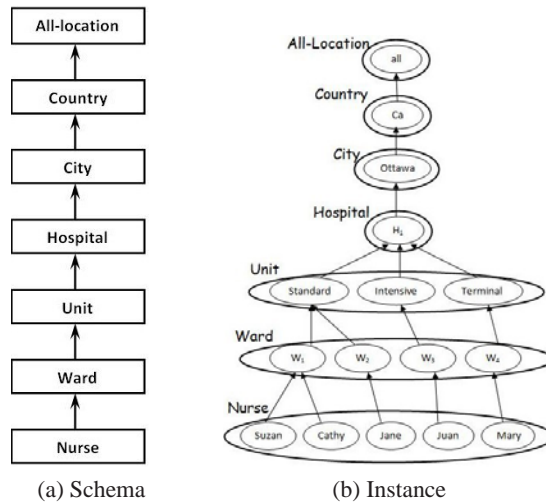 All-location
Country
City
Hospital
Unit
Ward
Nurse
(a) Schema
All-Location
all
Country
Ca
City
Ottawa
Hospital
H₁
Unit
Standard Intensive Terminal
Ward
W₁ W₂ W₃ W₄
Nurse
Suzan Cathy Jane Juan Mary
(b) Instance